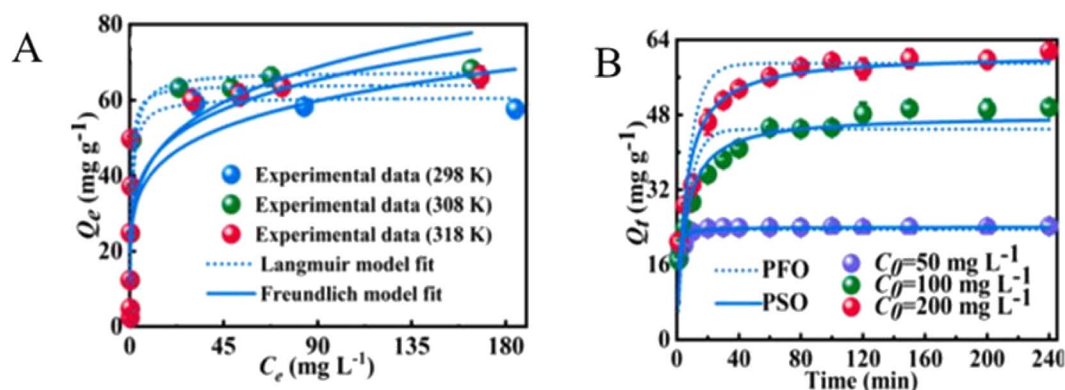 A
80
60
40
20
0
Qe (mg g-1)
Experimental data (298 K)
Experimental data (308 K)
Experimental data (318 K)
Langmuir model fit
Freundlich model fit
0 45 90 135 180
Ce (mg L-1)
B
64
48
32
16
0
Qt (mg g-1)
PFO
PSO
C0=50 mg L-1
C0=100 mg L-1
C0=200 mg L-1
0 40 80 120 160 200 240
Time (min)